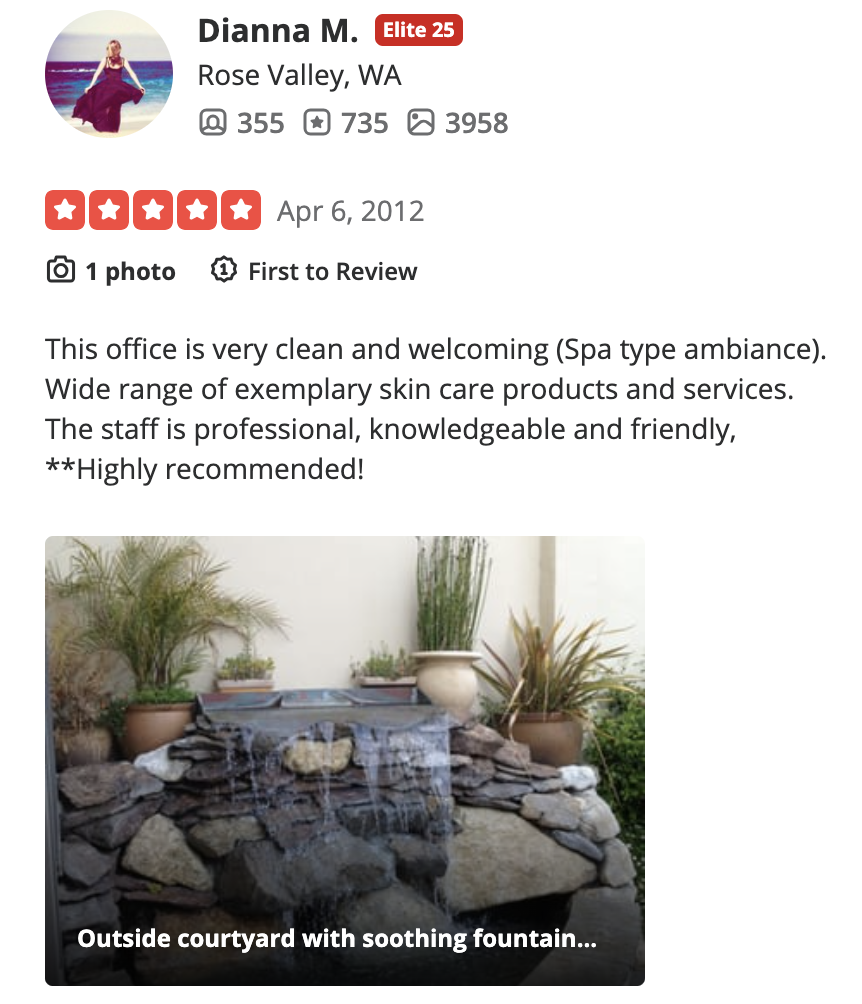 Dianna M. Elite 25
Rose Valley, WA
355 735 3958
Apr 6, 2012
1 photo First to Review
This office is very clean and welcoming (Spa type ambiance).
Wide range of exemplary skin care products and services.
The staff is professional, knowledgeable and friendly,
**Highly recommended!
Outside courtyard with soothing fountain...